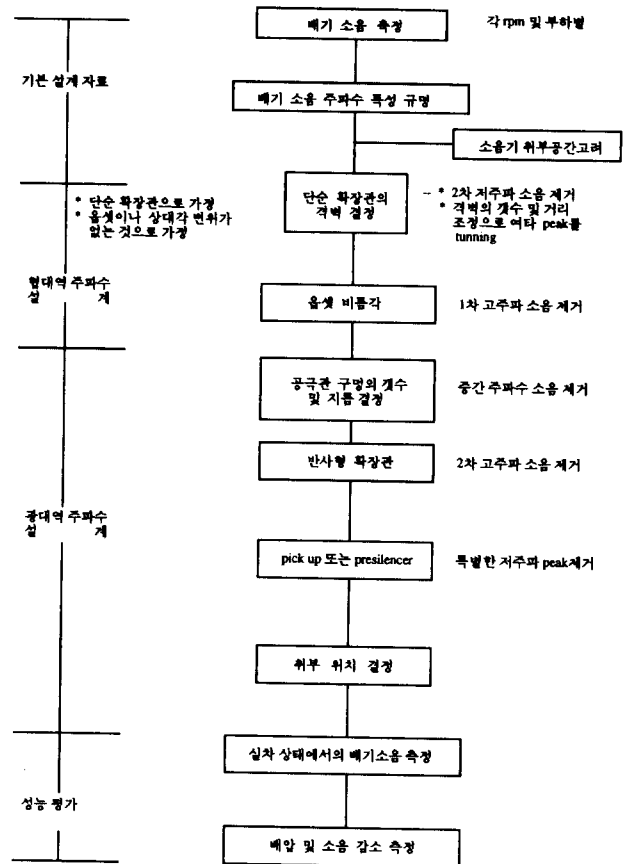 배기 소음 측정
각 rpm 및 부하별
기본 설계 자료
배기 소음 주파수 특성 규명
소음기 취부공간고려
* 단순 확장관으로 가정
* 옵셋이나 상대각 변위가
없는 것으로 가정
단순 확장관의
격벽 결정
- * 2차 저주파 소음 제거
* 격벽의 갯수 및 거리
조정으로 여타 peak를
tunning
협대역 주파수
설 계
옵셋 비틈각
1차 고주파 소음 제거
공극관 구멍의 갯수
및 지름 결정
중간 주파수 소음 제거
반사형 확장관
2차 고주파 소음 제거
광대역 주파수
설 계
pick up 또는 presilencer
특별한 저주파 peak제거
취부 위치 결정
실차 상태에서의 배기소음 측정
성능 평가
배압 및 소음 감소 측정